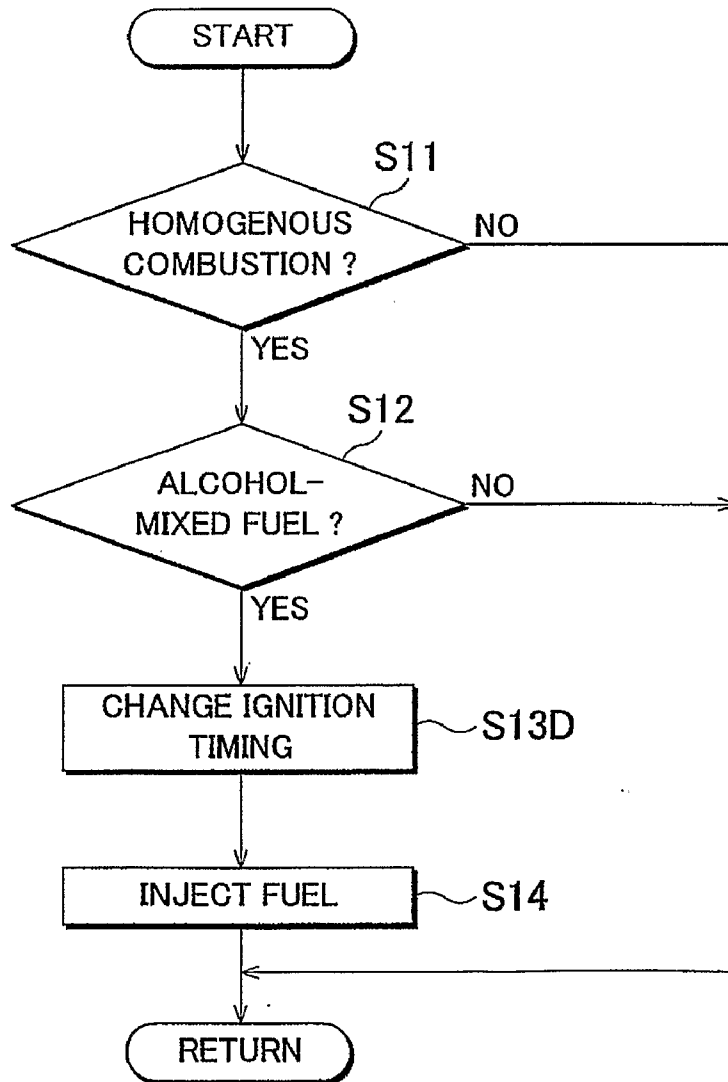 START
S11
HOMOGENOUS
COMBUSTION ?
NO
YES
S12
ALCOHOL-
MIXED FUEL ?
NO
YES
CHANGE IGNITION
TIMING
S13D
INJECT FUEL
S14
RETURN